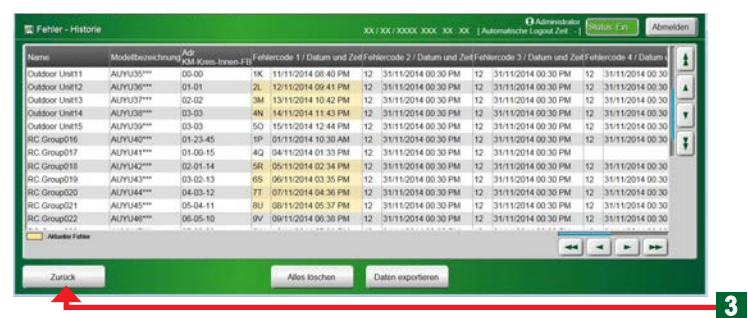 Fehler - Historie XX / XX / XXXX XXX XX : XX [ Automatische Logout Zeit : - ] Administrator Status: Ein Abmelden
Name Modellbezeichnung Adr. KM-Kreis-Innen-FB Fehlercode 1 / Datum und Zeit Fehlercode 2 / Datum und Zeit Fehlercode 3 / Datum und Zeit Fehlercode 4 / Datum u
Outdoor Unit11 AUYU35*** 00-00 1K 11/11/2014 08:40 PM 12 31/11/2014 00:30 PM 12 31/11/2014 00:30 PM 12 31/11/2014 00:30
Outdoor Unit12 AUYU36*** 01-01 2L 12/11/2014 09:41 PM 12 31/11/2014 00:30 PM 12 31/11/2014 00:30 PM 12 31/11/2014 00:30
Outdoor Unit13 AUYU37*** 02-02 3M 13/11/2014 10:42 PM 12 31/11/2014 00:30 PM 12 31/11/2014 00:30 PM 12 31/11/2014 00:30
Outdoor Unit14 AUYU38*** 03-03 4N 14/11/2014 11:43 PM 12 31/11/2014 00:30 PM 12 31/11/2014 00:30 PM 12 31/11/2014 00:30
Outdoor Unit15 AUYU39*** 03-03 5O 15/11/2014 12:44 PM 12 31/11/2014 00:30 PM 12 31/11/2014 00:30 PM 12 31/11/2014 00:30
RC.Group016 AUYU40*** 01-23-45 1P 01/11/2014 10:30 AM 12 31/11/2014 00:30 PM 12 31/11/2014 00:30 PM 12 31/11/2014 00:30
RC.Group017 AUYU41*** 01-00-15 4Q 04/11/2014 01:33 PM 12 31/11/2014 00:30 PM 12 31/11/2014 00:30 PM
RC.Group018 AUYU42*** 02-01-14 5R 05/11/2014 02:34 PM 12 31/11/2014 00:30 PM 12 31/11/2014 00:30 PM 12 31/11/2014 00:30
RC.Group019 AUYU43*** 03-02-13 6S 06/11/2014 03:35 PM 12 31/11/2014 00:30 PM 12 31/11/2014 00:30 PM 12 31/11/2014 00:30
RC.Group020 AUYU44*** 04-03-12 7T 07/11/2014 04:36 PM 12 31/11/2014 00:30 PM 12 31/11/2014 00:30 PM 12 31/11/2014 00:30
RC.Group021 AUYU45*** 05-04-11 8U 08/11/2014 05:37 PM 12 31/11/2014 00:30 PM 12 31/11/2014 00:30 PM 12 31/11/2014 00:30
RC.Group022 AUYU46*** 06-05-10 9V 09/11/2014 06:38 PM 12 31/11/2014 00:30 PM 12 31/11/2014 00:30 PM 12 31/11/2014 00:30
Aktueller Fehler
Zurück Alles löschen Daten exportieren
3